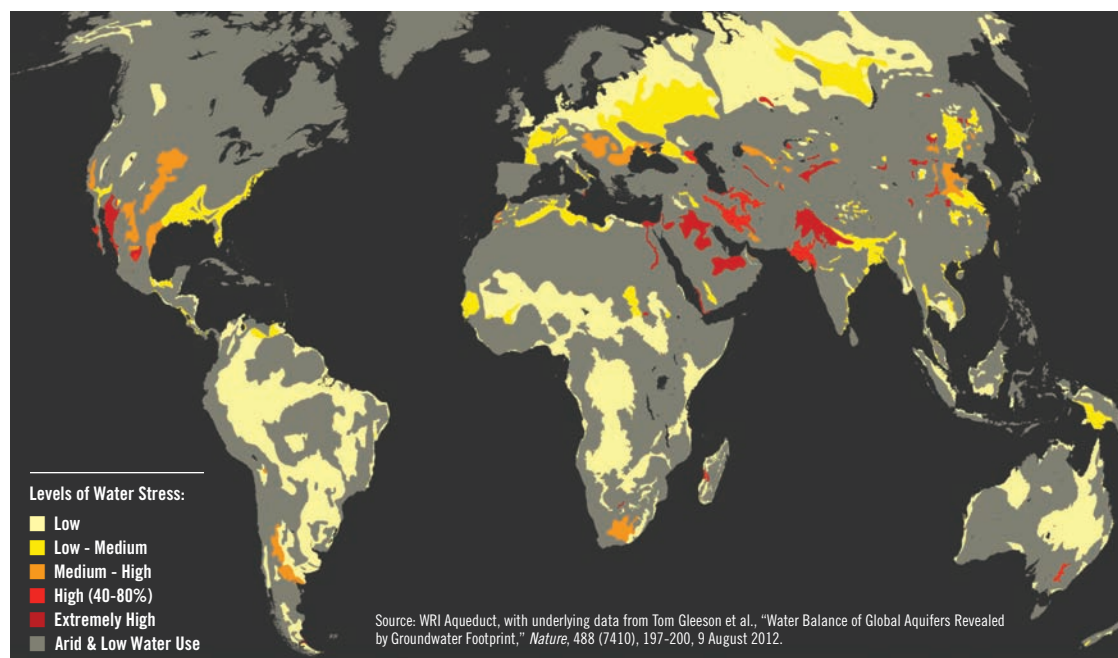 Levels of Water Stress:
Low
Low - Medium
Medium - High
High (40-80%)
Extremely High
Arid & Low Water Use
Source: WRI Aqueduct, with underlying data from Tom Gleeson et al., “Water Balance of Global Aquifers Revealed
by Groundwater Footprint,” Nature, 488 (7410), 197-200, 9 August 2012.